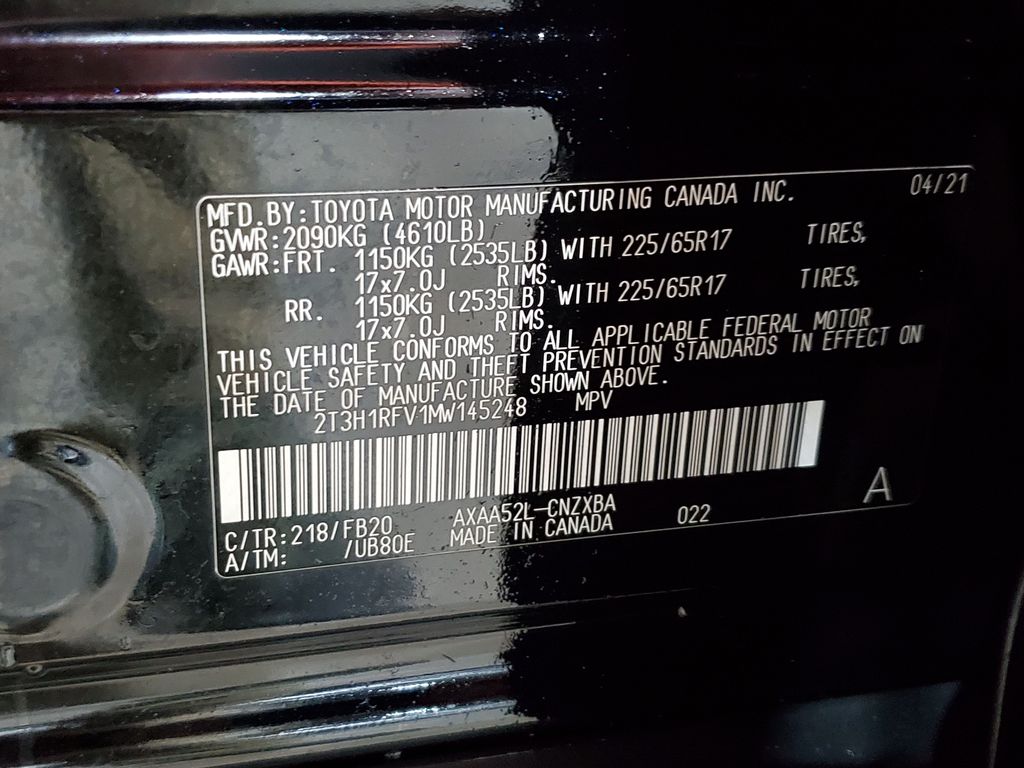 04/21
MFD.BY:TOYOTA MOTOR MANUFACTURING CANADA INC.
GVWR:2090KG (4610LB)
GAWR:FRT. 1150KG (2535LB) WITH 225/65R17 TIRES,
17x7.0J RIMS.
RR. 1150KG (2535LB) WITH 225/65R17 TIRES,
17x7.0J RIMS.
THIS VEHICLE CONFORMS TO ALL APPLICABLE FEDERAL MOTOR
VEHICLE SAFETY AND THEFT PREVENTION STANDARDS IN EFFECT ON
THE DATE OF MANUFACTURE SHOWN ABOVE.
2T3H1RFV1MW145248 MPV
C/TR:218/FB20 AXAA52L-CNZXBA 022 A
A/TM: /UB80E MADE IN CANADA